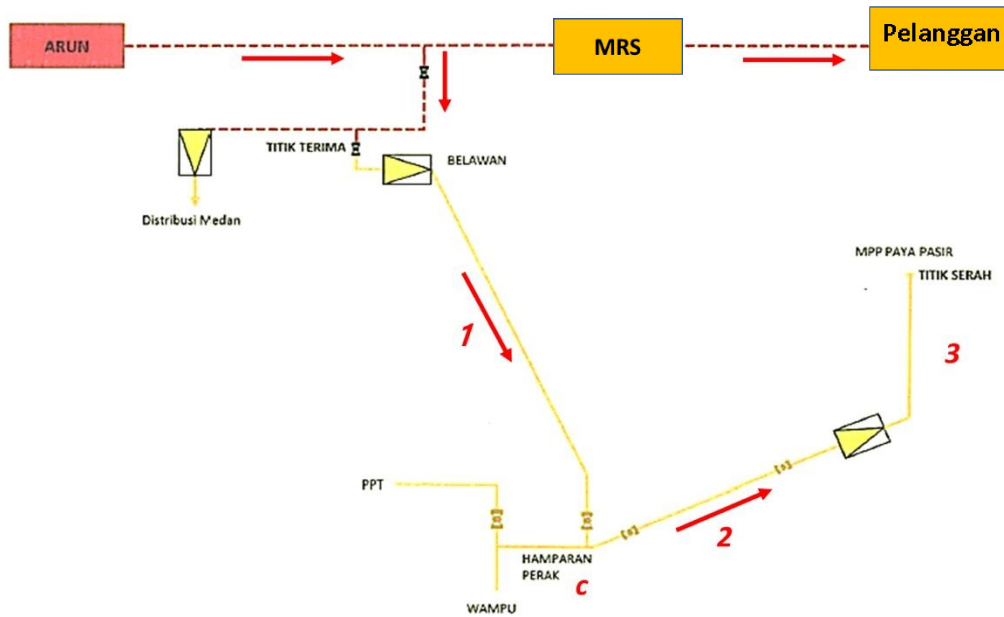 ARUN
MRS
Pelanggan
TITIK TERIMA
BELAWAN
Distribusi Medan
MPP PAYA PASIR
TITIK SERAH
1
3
PPT
2
HAMPARAN
PERAK
C
WAMPU